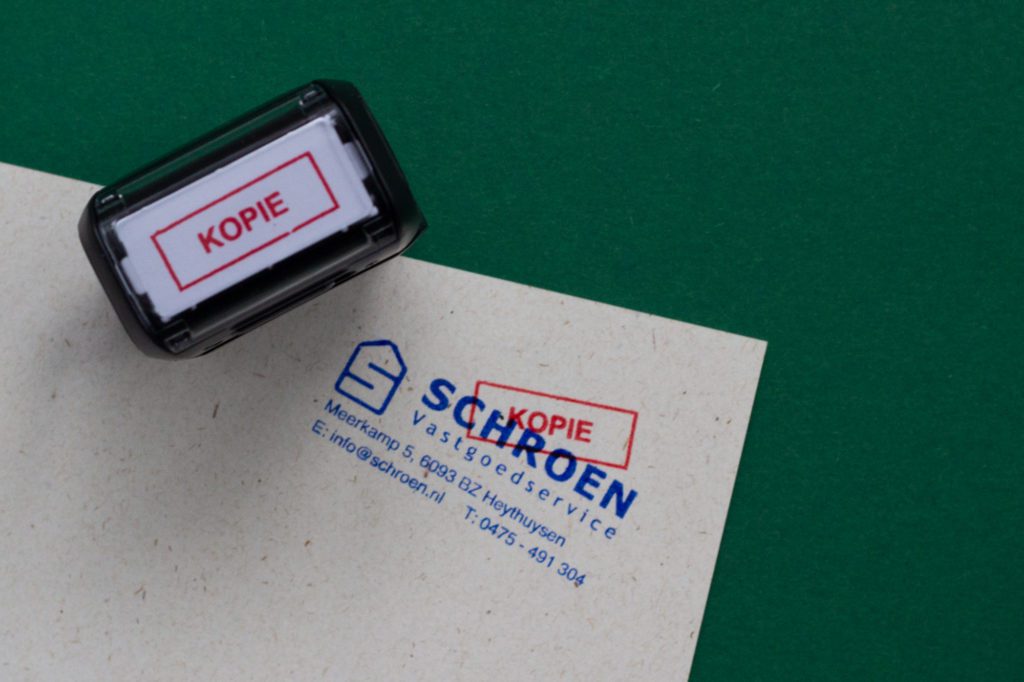 KOPIE
KOPIE
SCHROEN
Vastgoedservice
Meerkamp 5, 6093 BZ Heythuysen
E: info@schroen.nl T: 0475 - 491 304